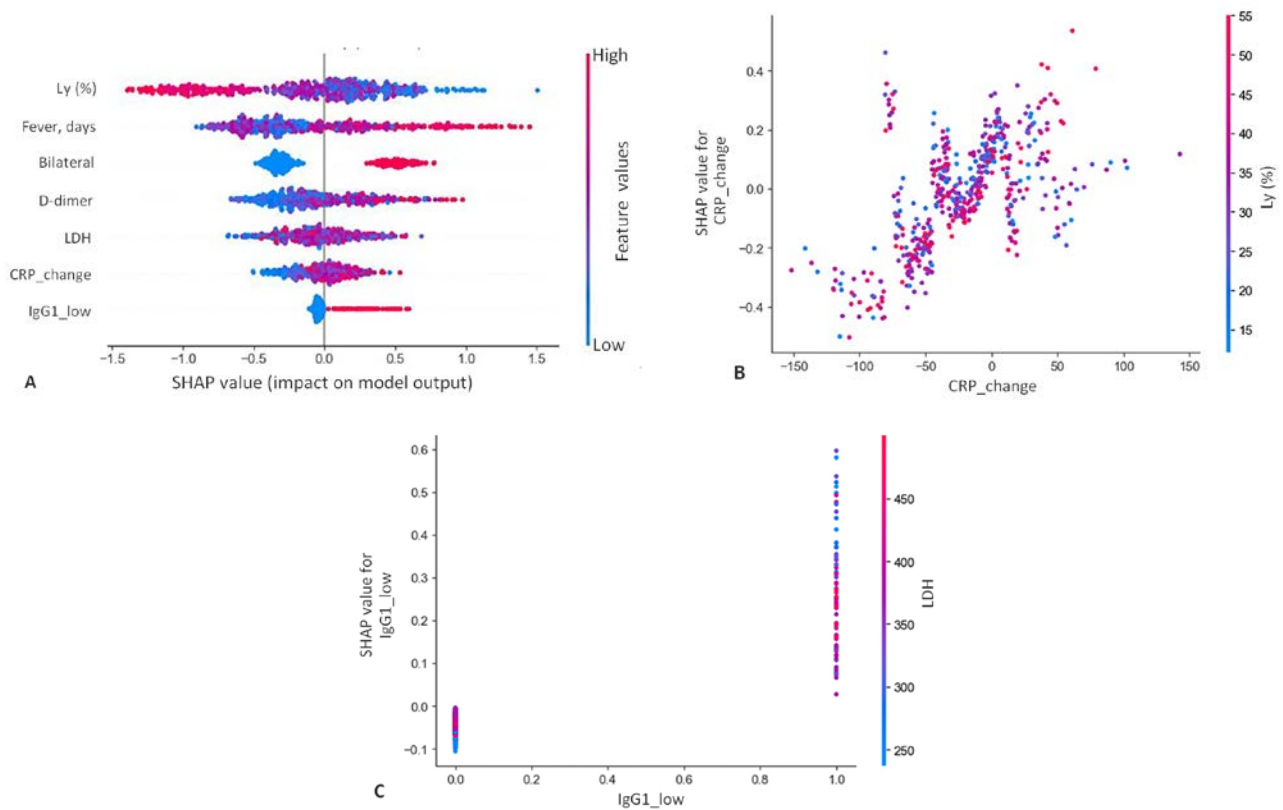 High
Ly (%)
Fever, days
Bilateral
D-dimer
LDH
CRP_change
IgG1_low
Feature values
Low
−1.5 −1.0 −0.5 0.0 0.5 1.0 1.5
A
SHAP value (impact on model output)
0.4
0.2
0.0
−0.2
−0.4
SHAP value for
CRP_change
−150 −100 −50 0 50 100 150
CRP_change
B
55
50
45
40
35
30
25
20
15
Ly (%)
0.6
0.5
0.4
0.3
0.2
0.1
0.0
−0.1
SHAP value for
IgG1_low
0.0 0.2 0.4 0.6 0.8 1.0
IgG1_low
C
450
400
350
300
250
LDH